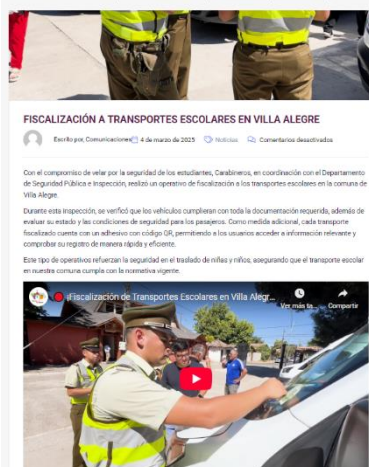 FISCALIZACIÓN A TRANSPORTES ESCOLARES EN VILLA ALEGRE
Escrito por, Comunicaciones 4 de marzo de 2025 Noticias Comentarios desactivados
Con el compromiso de velar por la seguridad de los estudiantes, Carabineros, en coordinación con el Departamento
de Seguridad Pública e Inspección, realizó un operativo de fiscalización a los transportes escolares en la comuna de
Villa Alegre.
Durante esta inspección, se verificó que los vehículos cumplieran con toda la documentación requerida, además de
evaluar su estado y las condiciones de seguridad para los pasajeros. Como medida adicional, cada transporte
fiscalizado cuenta con un adhesivo con código QR, permitiendo a los usuarios acceder a información relevante y
comprobar su registro de manera rápida y eficiente.
Este tipo de operativos refuerzan la seguridad en el traslado de niñas y niños, asegurando que el transporte escolar
en nuestra comuna cumpla con la normativa vigente.
¡Fiscalización de Transportes Escolares en Villa Alegr...
Ver más ta...
Compartir